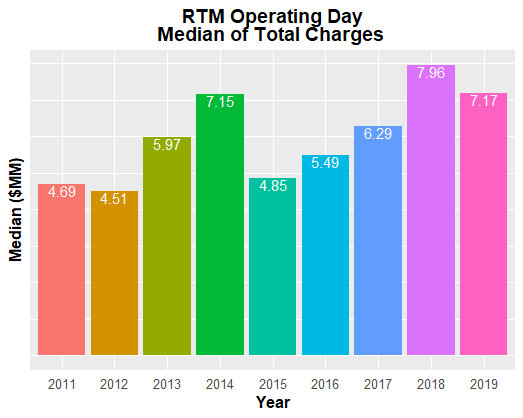 RTM Operating Day
Median of Total Charges
Median ($MM)
4.69
4.51
5.97
7.15
4.85
5.49
6.29
7.96
7.17
2011 2012 2013 2014 2015 2016 2017 2018 2019
Year